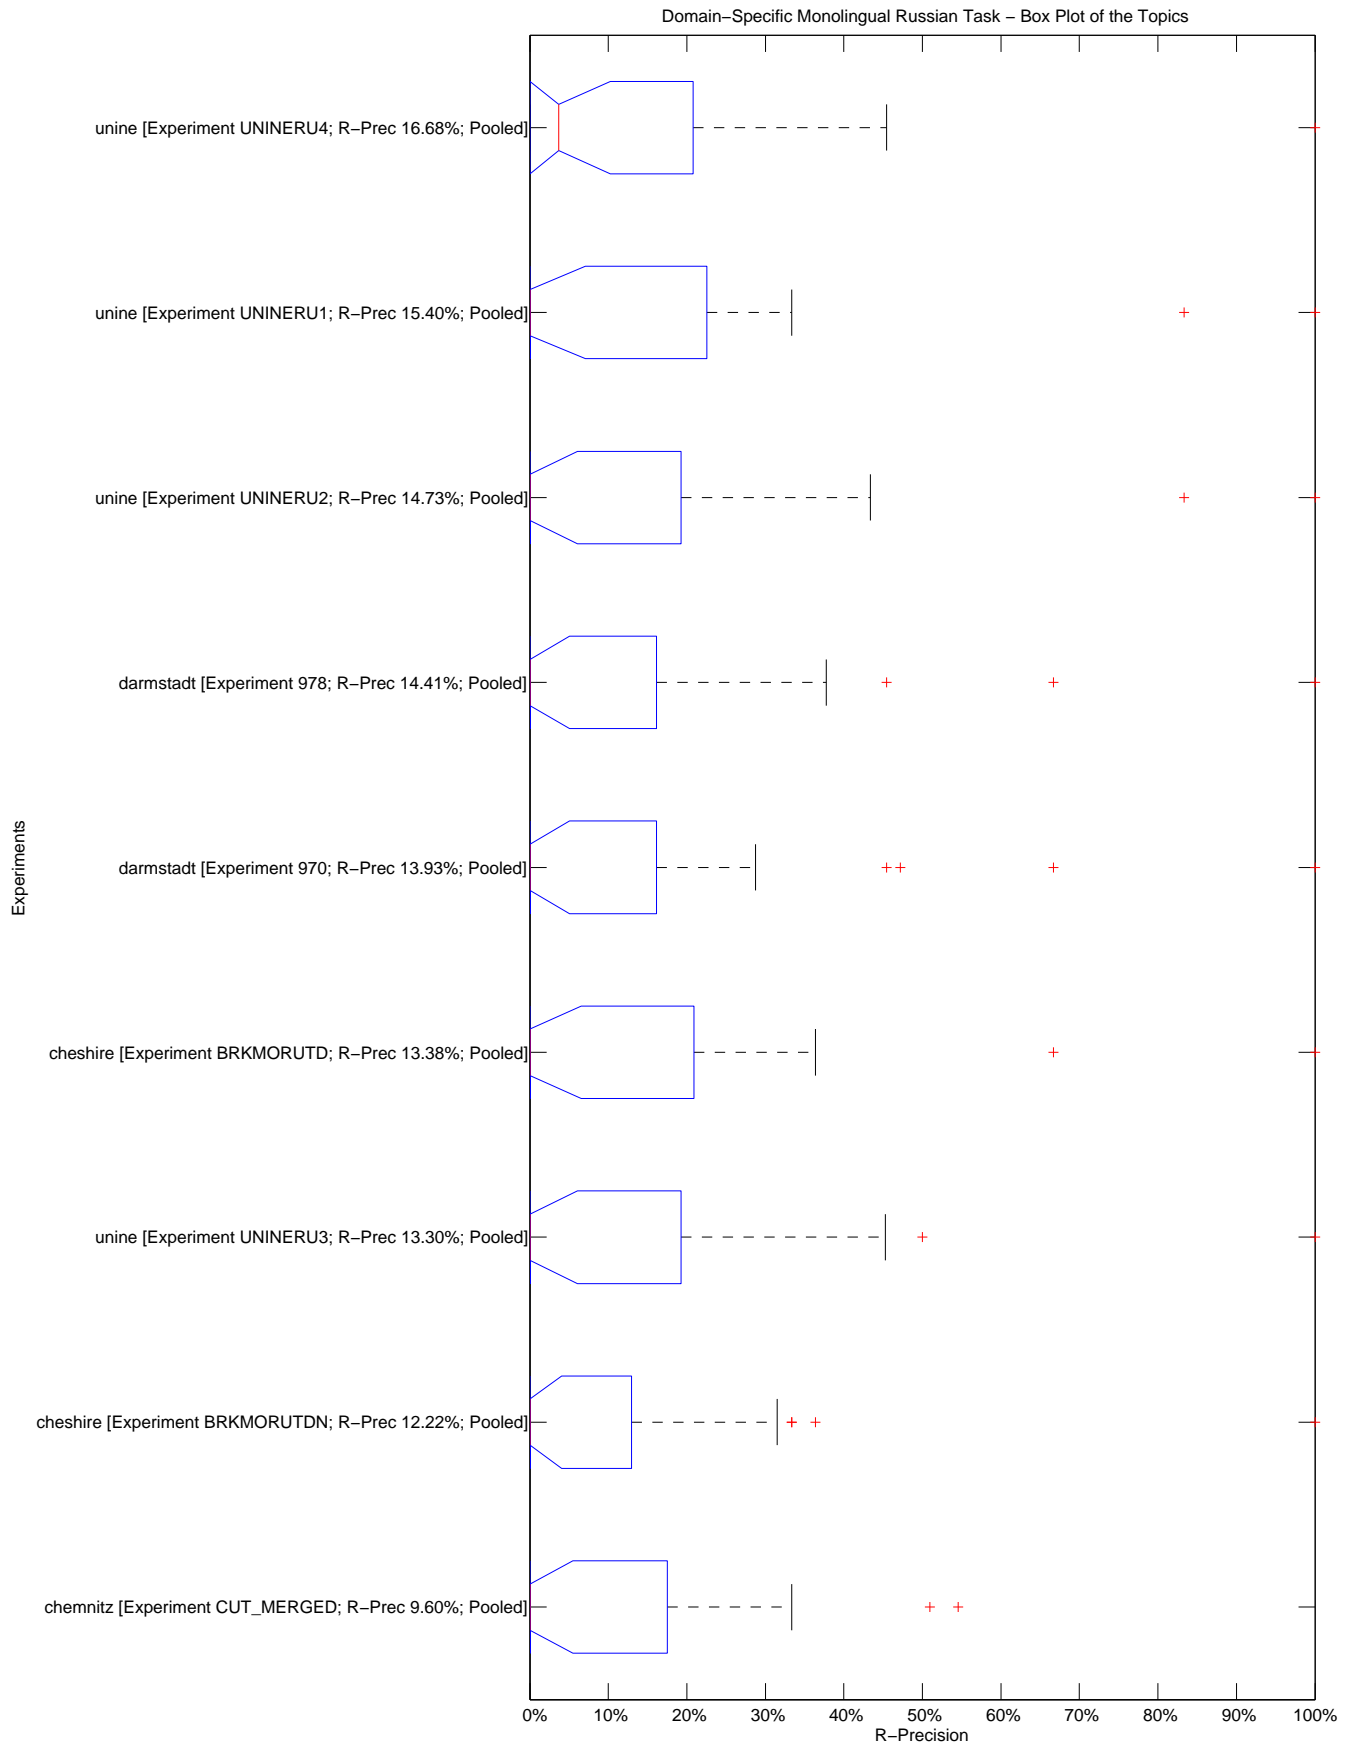 Domain−Specific Monolingual Russian Task − Box Plot of the Topics
unine [Experiment UNINERU4; R−Prec 16.68%; Pooled]
unine [Experiment UNINERU1; R−Prec 15.40%; Pooled]
unine [Experiment UNINERU2; R−Prec 14.73%; Pooled]
darmstadt [Experiment 978; R−Prec 14.41%; Pooled]
darmstadt [Experiment 970; R−Prec 13.93%; Pooled]
Experiments
cheshire [Experiment BRKMORUTD; R−Prec 13.38%; Pooled]
unine [Experiment UNINERU3; R−Prec 13.30%; Pooled]
cheshire [Experiment BRKMORUTDN; R−Prec 12.22%; Pooled]
chemnitz [Experiment CUT_MERGED; R−Prec 9.60%; Pooled]
0% 10% 20% 30% 40% 50% 60% 70% 80% 90% 100%
R−Precision